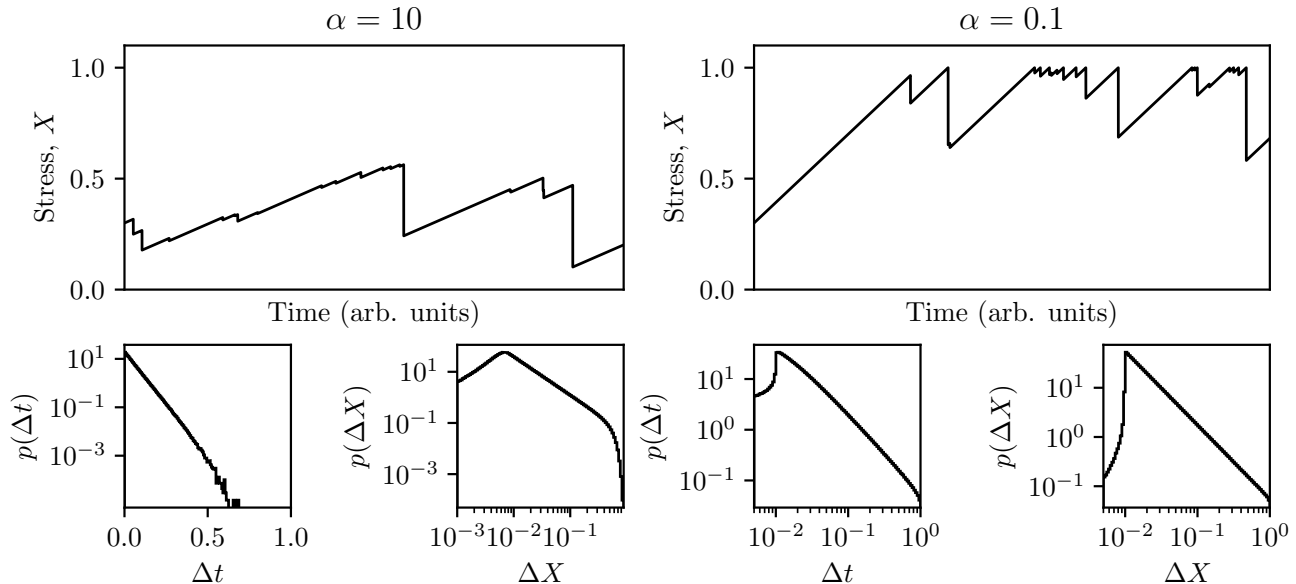 α = 10
α = 0.1
Stress, X
1.0
0.5
0.0
Time (arb. units)
Stress, X
1.0
0.5
0.0
Time (arb. units)
p(Δt)
10^1
10^{-1}
10^{-3}
0.0 0.5 1.0
Δt
p(ΔX)
10^1
10^{-1}
10^{-3}
10^{-3} 10^{-2} 10^{-1}
ΔX
p(Δt)
10^1
10^0
10^{-1}
10^{-2} 10^0
Δt
p(ΔX)
10^1
10^0
10^{-1}
10^{-2} 10^{-1} 10^0
ΔX